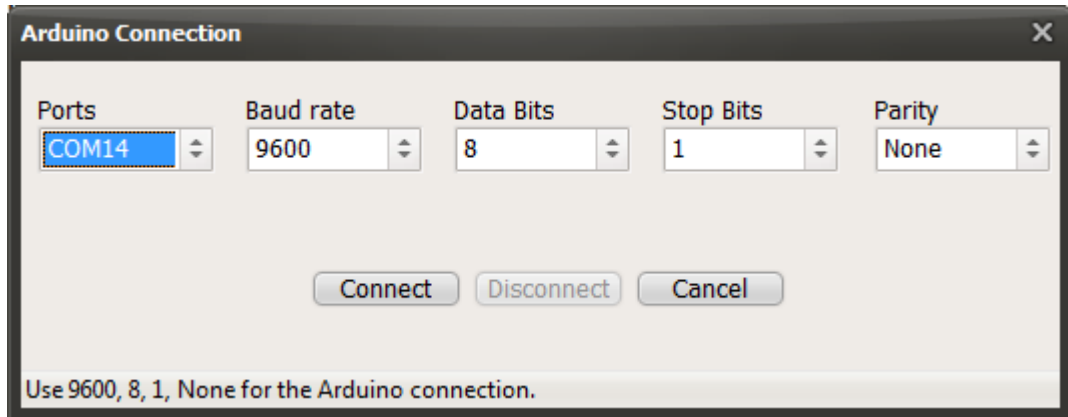 Arduino Connection
Ports Baud rate Data Bits Stop Bits Parity
COM14 9600 8 1 None
Connect Disconnect Cancel
Use 9600, 8, 1, None for the Arduino connection.